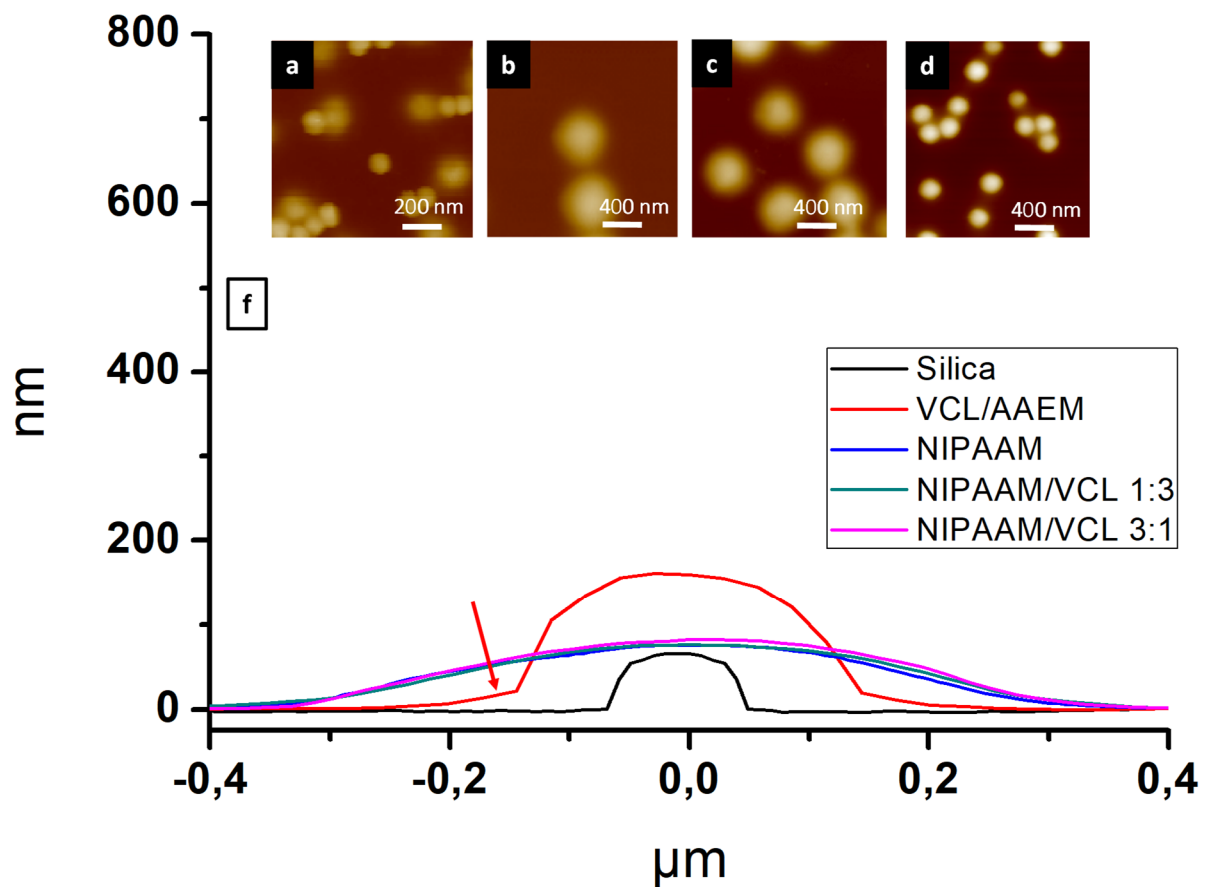 800
600
400
200
0
nm
a
b
c
d
200 nm
400 nm
400 nm
400 nm
f
Silica
VCL/AAEM
NIPAAM
NIPAAM/VCL 1:3
NIPAAM/VCL 3:1
-0,4
-0,2
0,0
0,2
0,4
µm